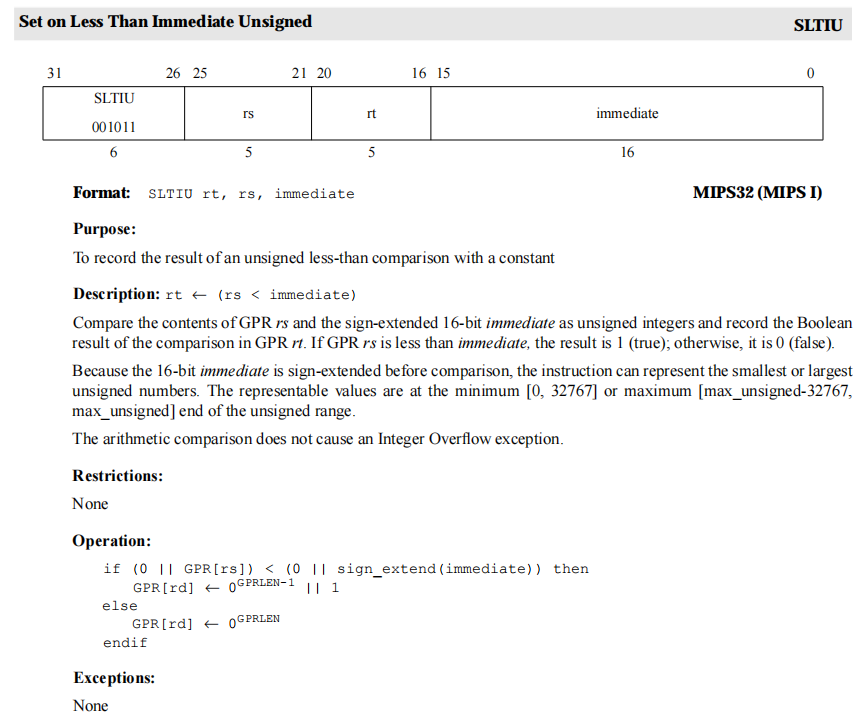 Set on Less Than Immediate Unsigned SLTIU
31 26 25 21 20 16 15 0
SLTIU
001011
rs rt immediate
6 5 5 16
Format: SLTIU rt, rs, immediate MIPS32 (MIPS I)
Purpose:
To record the result of an unsigned less-than comparison with a constant
Description: rt ← (rs < immediate)
Compare the contents of GPR rs and the sign-extended 16-bit immediate as unsigned integers and record the Boolean
result of the comparison in GPR rt. If GPR rs is less than immediate, the result is 1 (true); otherwise, it is 0 (false).
Because the 16-bit immediate is sign-extended before comparison, the instruction can represent the smallest or largest
unsigned numbers. The representable values are at the minimum [0, 32767] or maximum [max_unsigned-32767,
max_unsigned] end of the unsigned range.
The arithmetic comparison does not cause an Integer Overflow exception.
Restrictions:
None
Operation:
if (0 || GPR[rs]) < (0 || sign_extend(immediate)) then
GPR[rd] ← 0GPRLEN-1 || 1
else
GPR[rd] ← 0GPRLEN
endif
Exceptions:
None